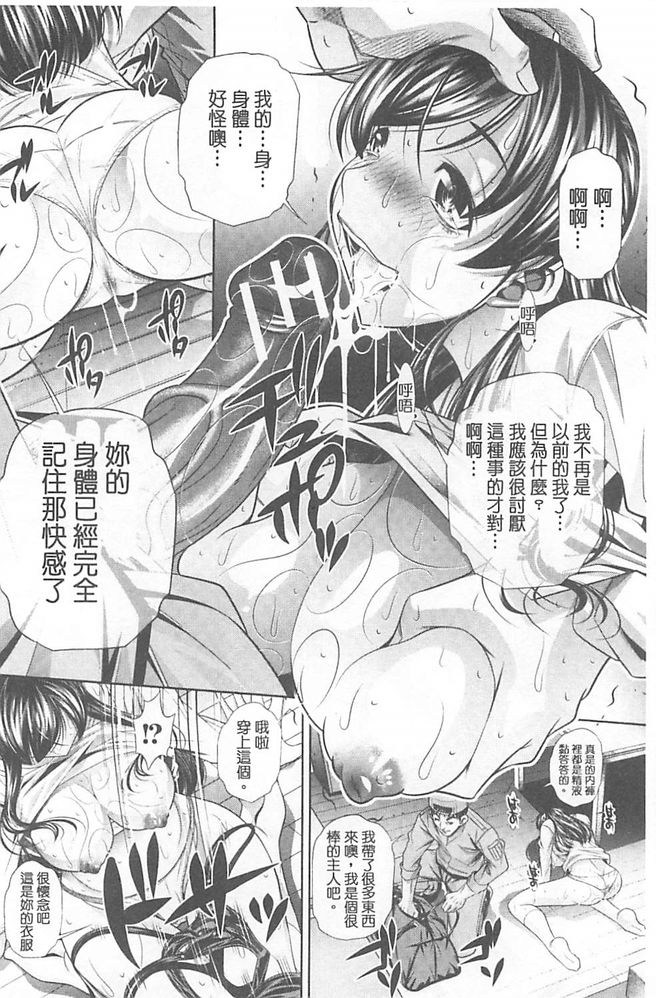 啊…
啊啊…
我的…身…
身體…
好怪噢…
呼唔
呼唔
我不再是
以前的我了…
但為什麼?
我應該很討厭
這種事的才對…
啊啊…
妳的
身體已經完全
記住那快感了
真是的內褲
裡都是精液
黏答答的。
我帶了很多東西
來噢,我是個很
棒的主人吧。
哦啦
穿上這個。
!?
很懷念吧
這是妳的衣服